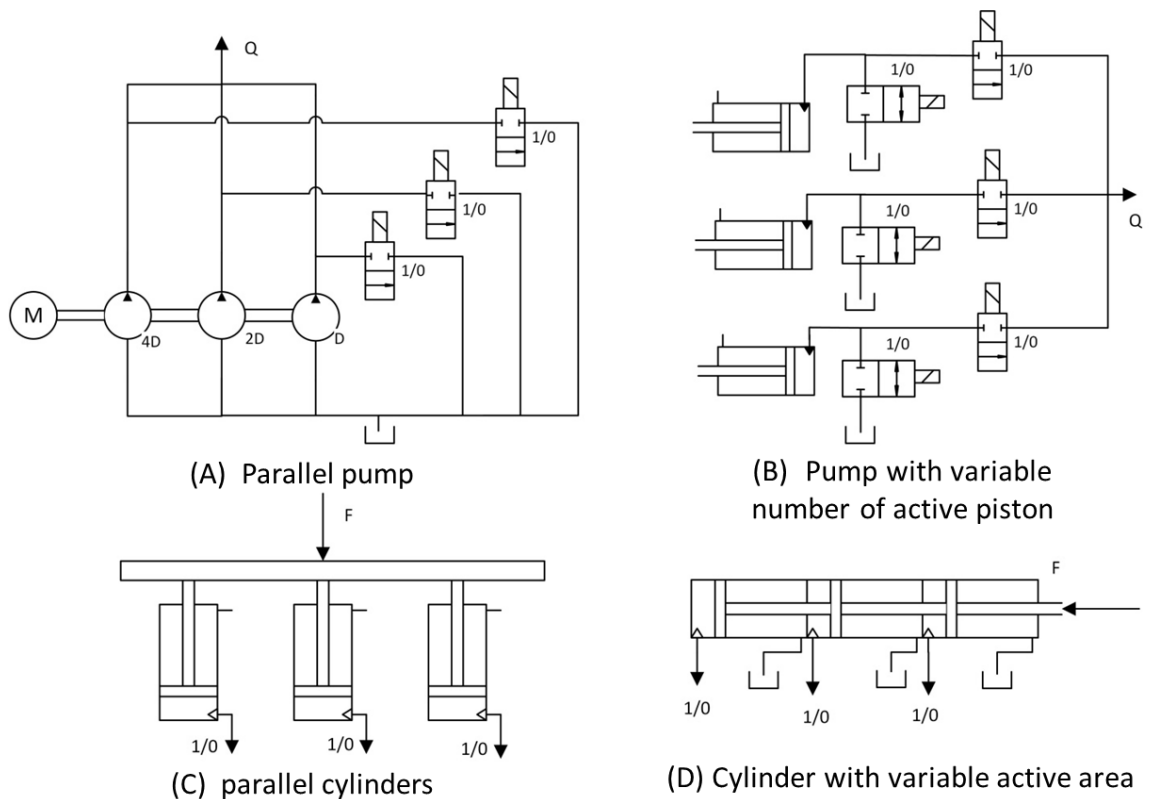 Q
1/0
1/0
1/0
M
4D
2D
D
(A) Parallel pump
1/0
1/0
1/0
1/0
Q
1/0
1/0
(B) Pump with variable
number of active piston
F
1/0
1/0
1/0
(C) parallel cylinders
F
1/0
1/0
1/0
(D) Cylinder with variable active area